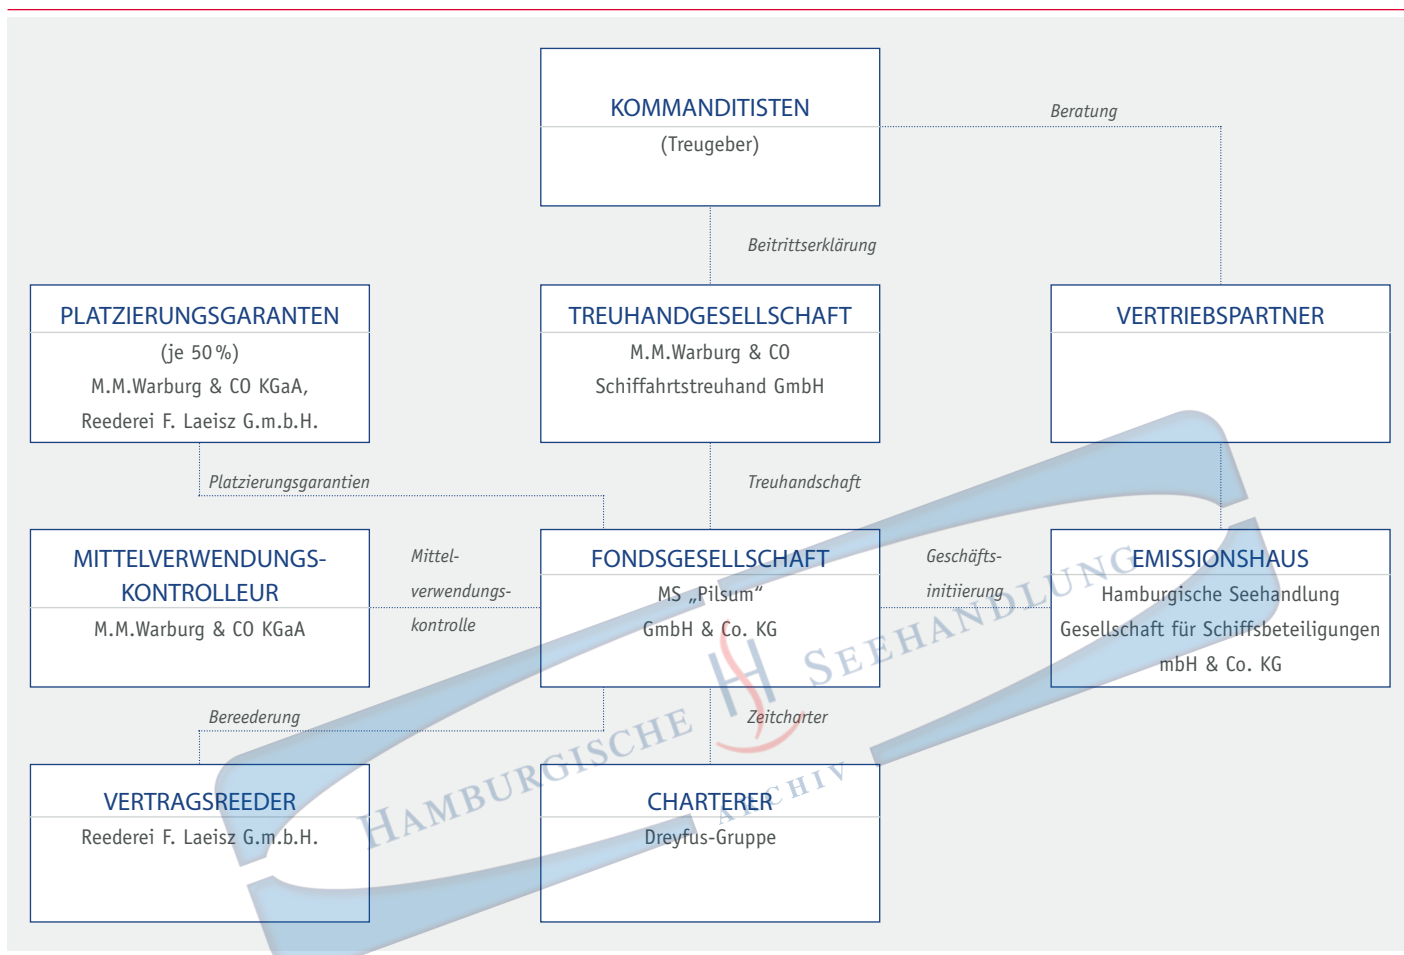 KOMMANDITISTEN
(Treugeber)
Beratung
Beitrittserklärung
PLATZIERUNGSGARANTEN
(je 50 %)
M.M.Warburg & CO KGaA,
Reederei F. Laeisz G.m.b.H.
TREUHANDGESELLSCHAFT
M.M.Warburg & CO
Schiffahrtstreuhand GmbH
VERTRIEBSPARTNER
Platzierungsgarantien
Treuhandschaft
MITTELVERWENDUNGS-
KONTROLLEUR
M.M.Warburg & CO KGaA
Mittel-
verwendungs-
kontrolle
FONDSGESELLSCHAFT
MS „Pilsum“
GmbH & Co. KG
Geschäfts-
initiierung
EMISSIONSHAUS
Hamburgische Seehandlung
Gesellschaft für Schiffsbeteiligungen
mbH & Co. KG
Bereederung
Zeitcharter
VERTRAGSREEDER
Reederei F. Laeisz G.m.b.H.
CHARTERER
Dreyfus-Gruppe
HAMBURGISCHE SEEHANDLUNG
ARCHIV